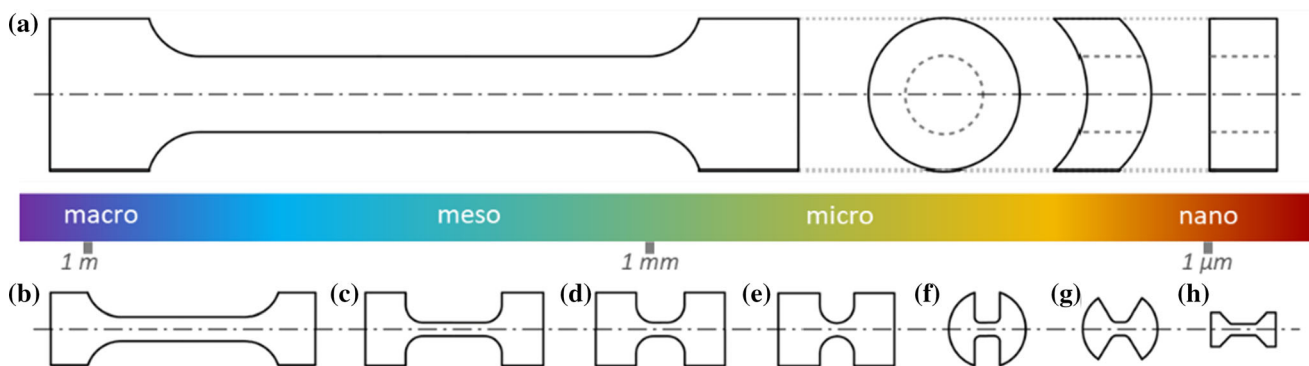 (a)
macro meso micro nano
1 m 1 mm 1 µm
(b) (c) (d) (e) (f) (g) (h)